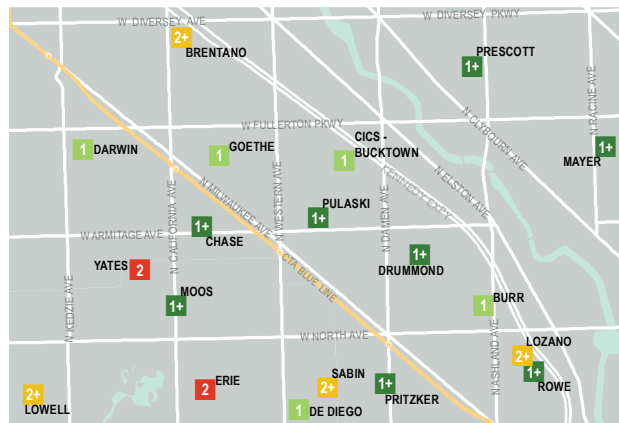 W DIVERSEY AVE
W DIVERSEY PKWY
2+
BRENTANO
PRESCOTT
1+
N CLYBOURN AVE
N RACINE AVE
W FULLERTON PKWY
1
DARWIN
1
GOETHE
1
CICS -
BUCKTOWN
1+
MAYER
KENNEDY EXPY
N ELSTON AVE
N CALIFORNIA AVE
N MILWAUKEE AVE
N WESTERN AVE
PULASKI
1+
N DAMEN AVE
1+
CHASE
W ARMITAGE AVE
CTA BLUE LINE
1+
DRUMMOND
YATES
2
N KEDZIE AVE
MOOS
1+
1
BURR
N ASHLAND AVE
W NORTH AVE
LOZANO
2+
1+
ROWE
2+
LOWELL
2
ERIE
SABIN
2+
1+
PRITZKER
1
DE DIEGO